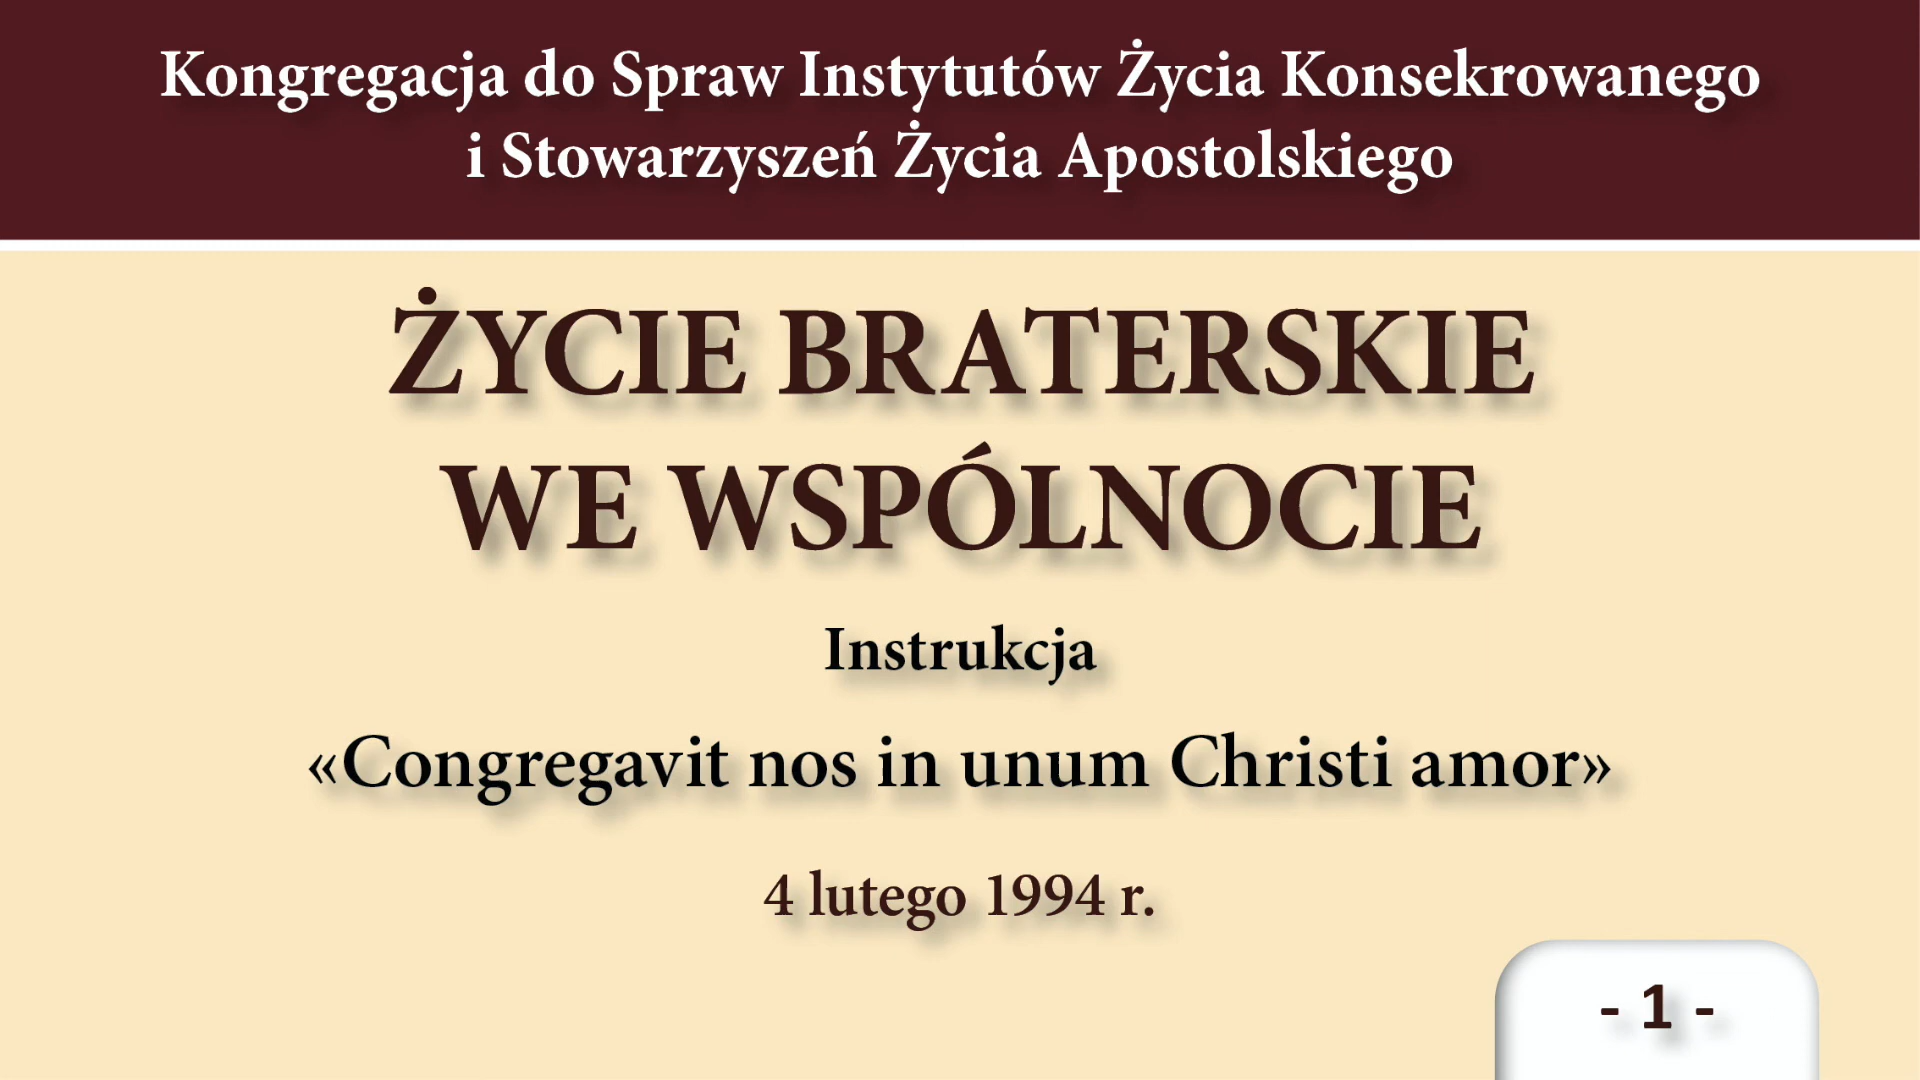 Kongregacja do Spraw Instytutów Życia Konsekrowanego
i Stowarzyszeń Życia Apostolskiego
ŻYCIE BRATERSKIE
WE WSPÓLNOCIE
Instrukcja
«Congregavit nos in unum Christi amor»
4 lutego 1994 r.
- 1 -